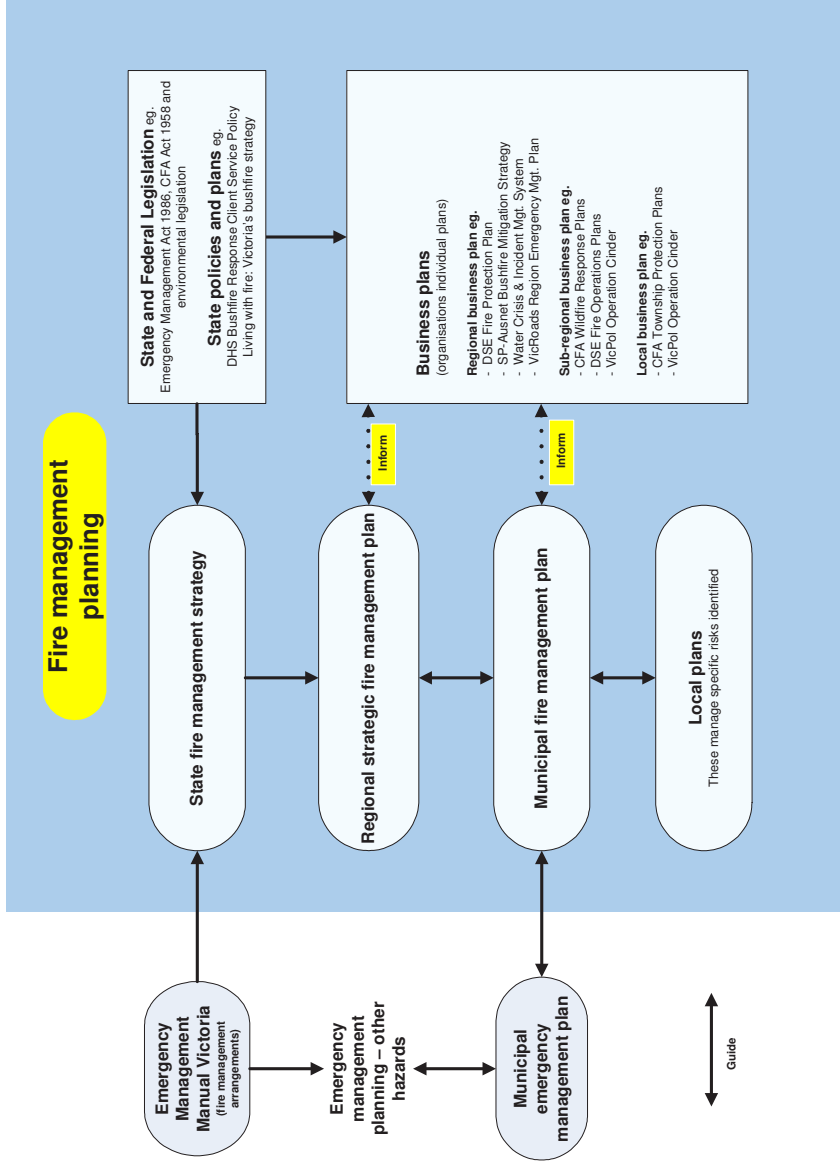 Fire management
planning
Emergency
Management
Manual Victoria
(fire management
arrangements)
State fire management strategy
State and Federal Legislation eg.
Emergency Management Act 1986, CFA Act 1958 and
environmental legislation
State policies and plans eg.
DHS Bushfire Response Client Service Policy
Living with fire: Victoria's bushfire strategy
Emergency
management
planning – other
hazards
Regional strategic fire management plan
Inform
Business plans
(organisations individual plans)
Regional business plan eg.
- DSE Fire Protection Plan
- SP-Ausnet Bushfire Mitigation Strategy
- Water Crisis & Incident Mgt. System
- VicRoads Region Emergency Mgt. Plan
Sub-regional business plan eg.
- CFA Wildfire Response Plans
- DSE Fire Operations Plans
- VicPol Operation Cinder
Local business plan eg.
- CFA Township Protection Plans
- VicPol Operation Cinder
Municipal
emergency
management plan
Municipal fire management plan
Inform
Local plans
These manage specific risks identified
Guide